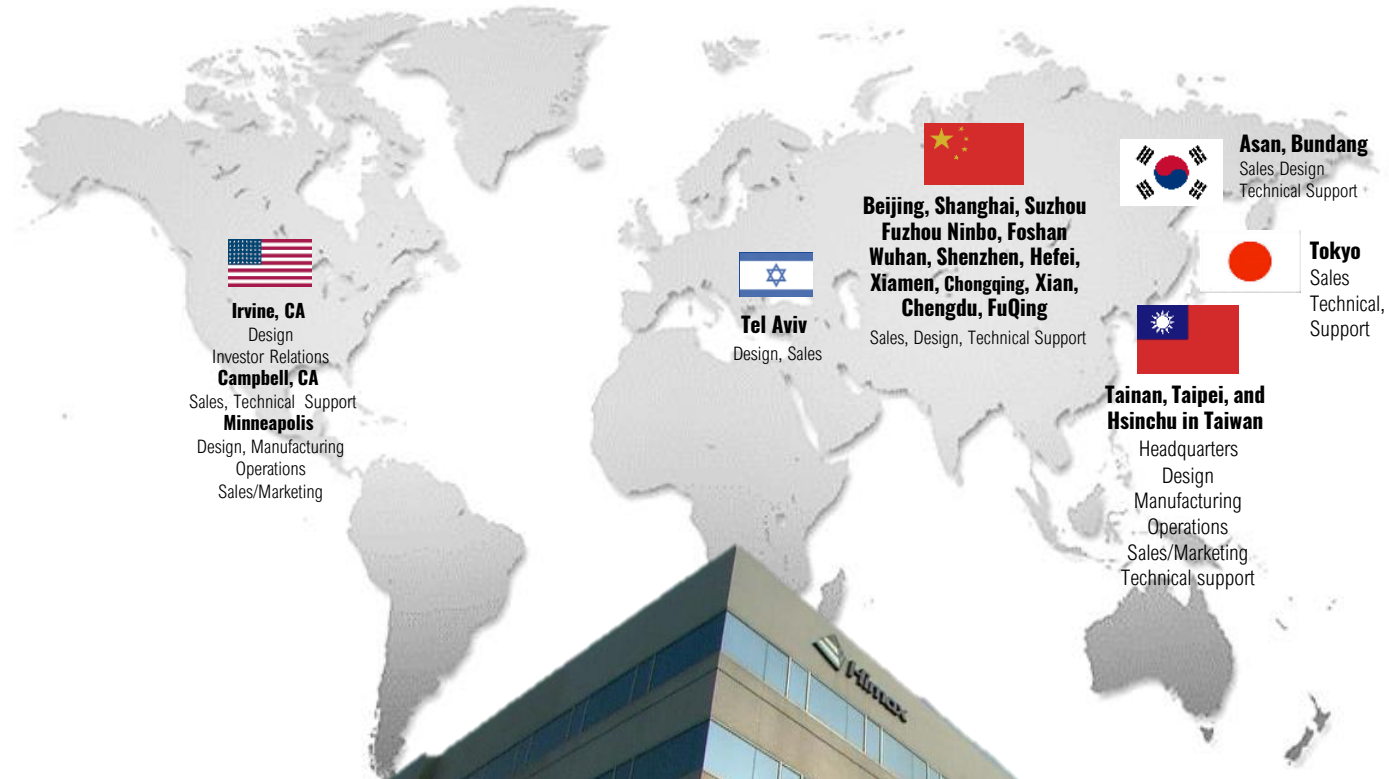 Irvine, CA
Design
Investor Relations
Campbell, CA
Sales, Technical Support
Minneapolis
Design, Manufacturing
Operations
Sales/Marketing
Tel Aviv
Design, Sales
Beijing, Shanghai, Suzhou
Fuzhou Ninbo, Foshan
Wuhan, Shenzhen, Hefei,
Xiamen, Chongqing, Xian,
Chengdu, FuQing
Sales, Design, Technical Support
Asan, Bundang
Sales Design
Technical Support
Tokyo
Sales
Technical,
Support
Tainan, Taipei, and
Hsinchu in Taiwan
Headquarters
Design
Manufacturing
Operations
Sales/Marketing
Technical support
Himax